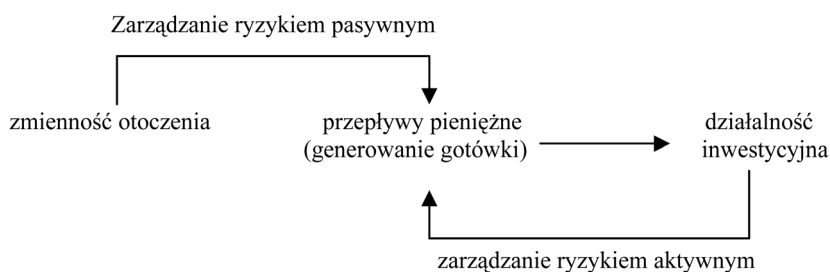 Zarządzanie ryzykiem pasywnym
zmienność otoczenia
przepływy pieniężne
(generowanie gotówki)
działalność
inwestycyjna
zarządzanie ryzykiem aktywnym